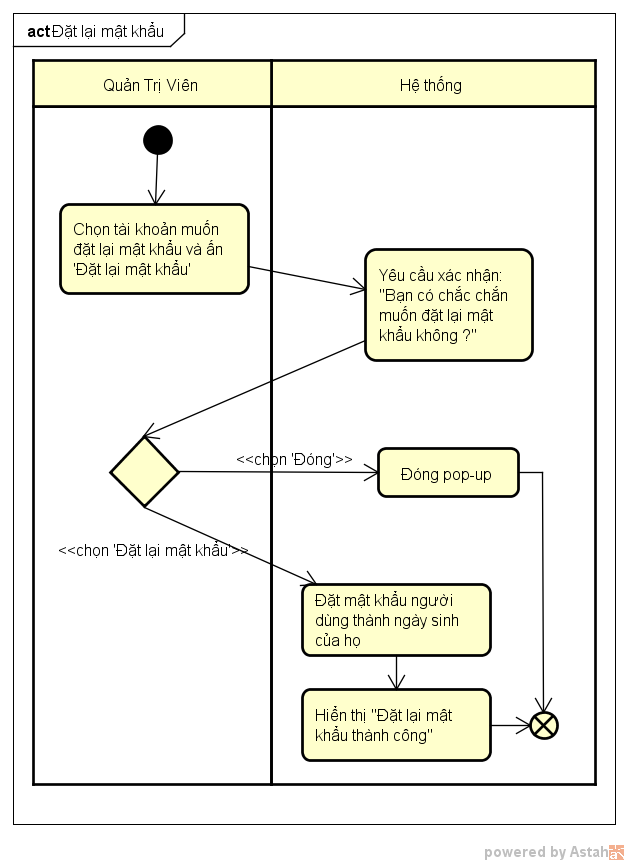 act Đặt lại mật khẩu
Quản Trị Viên
Hệ thống
Chọn tài khoản muốn
đặt lại mật khẩu và ấn
'Đặt lại mật khẩu'
Yêu cầu xác nhận:
"Bạn có chắc chắn
muốn đặt lại mật
khẩu không ?"
<<chọn 'Đóng'>>
Đóng pop-up
<<chọn 'Đặt lại mật khẩu'>>
Đặt mật khẩu người
dùng thành ngày sinh
của họ
Hiển thị "Đặt lại mật
khẩu thành công"
powered by Astah